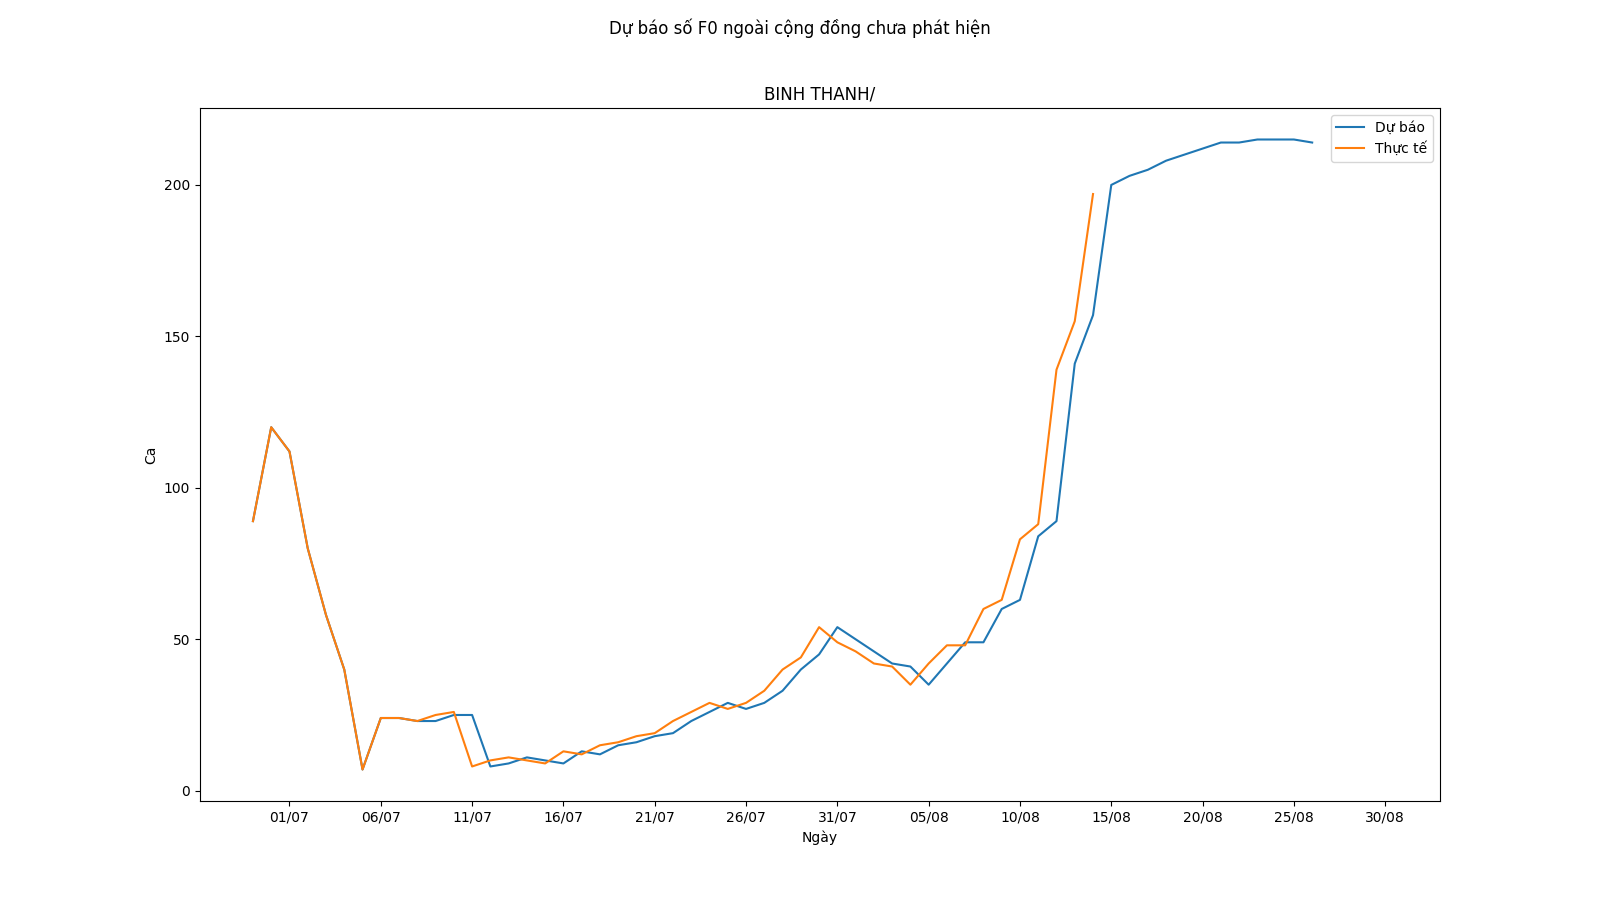 Dự báo số F0 ngoài cộng đồng chưa phát hiện
BINH THANH/
Dự báo
Thực tế
200
150
100
50
0
Ca
01/07 06/07 11/07 16/07 21/07 26/07 31/07 05/08 10/08 15/08 20/08 25/08 30/08
Ngày